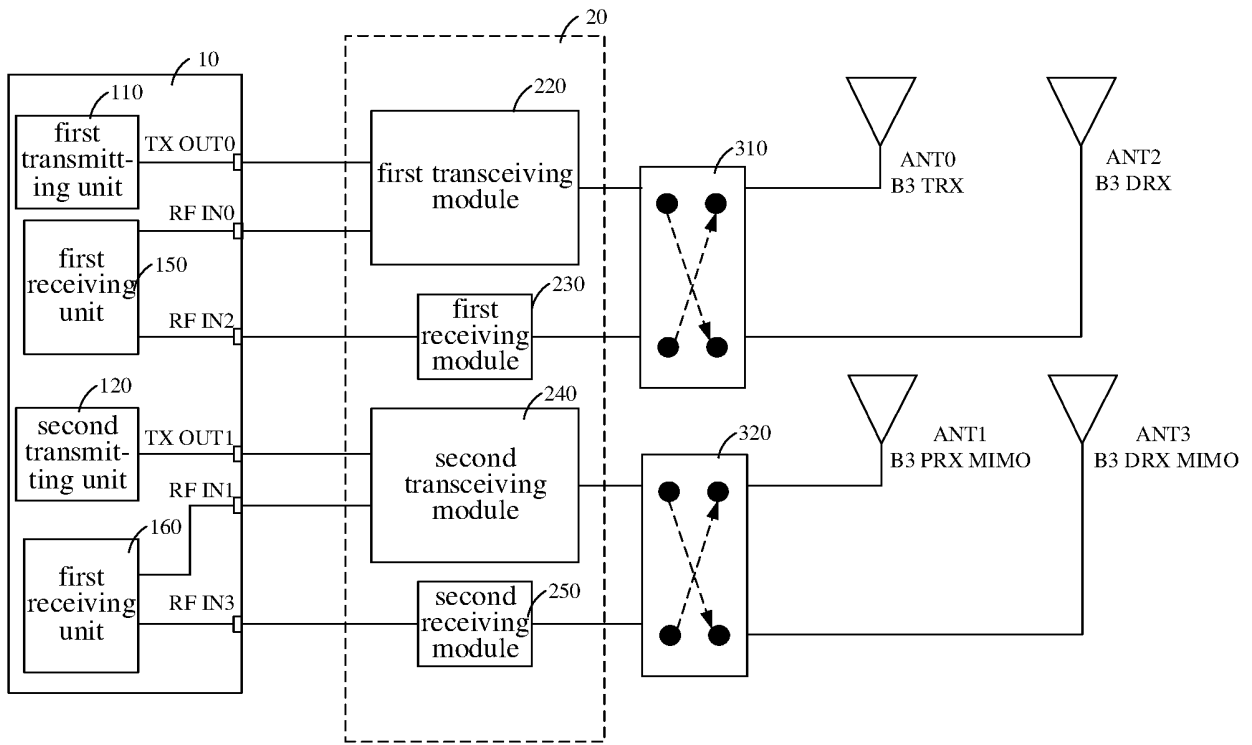 20
10
110
first
transmitt-
ing unit
TX OUT0
220
first transceiving
module
310
ANT0
B3 TRX
ANT2
B3 DRX
RF IN0
first
receiving
unit
150
RF IN2
230
first
receiving
module
120
second
transmit-
ting unit
TX OUT1
240
second
transceiving
module
320
ANT1
B3 PRX MIMO
ANT3
B3 DRX MIMO
RF IN1
160
first
receiving
unit
RF IN3
250
second
receiving
module